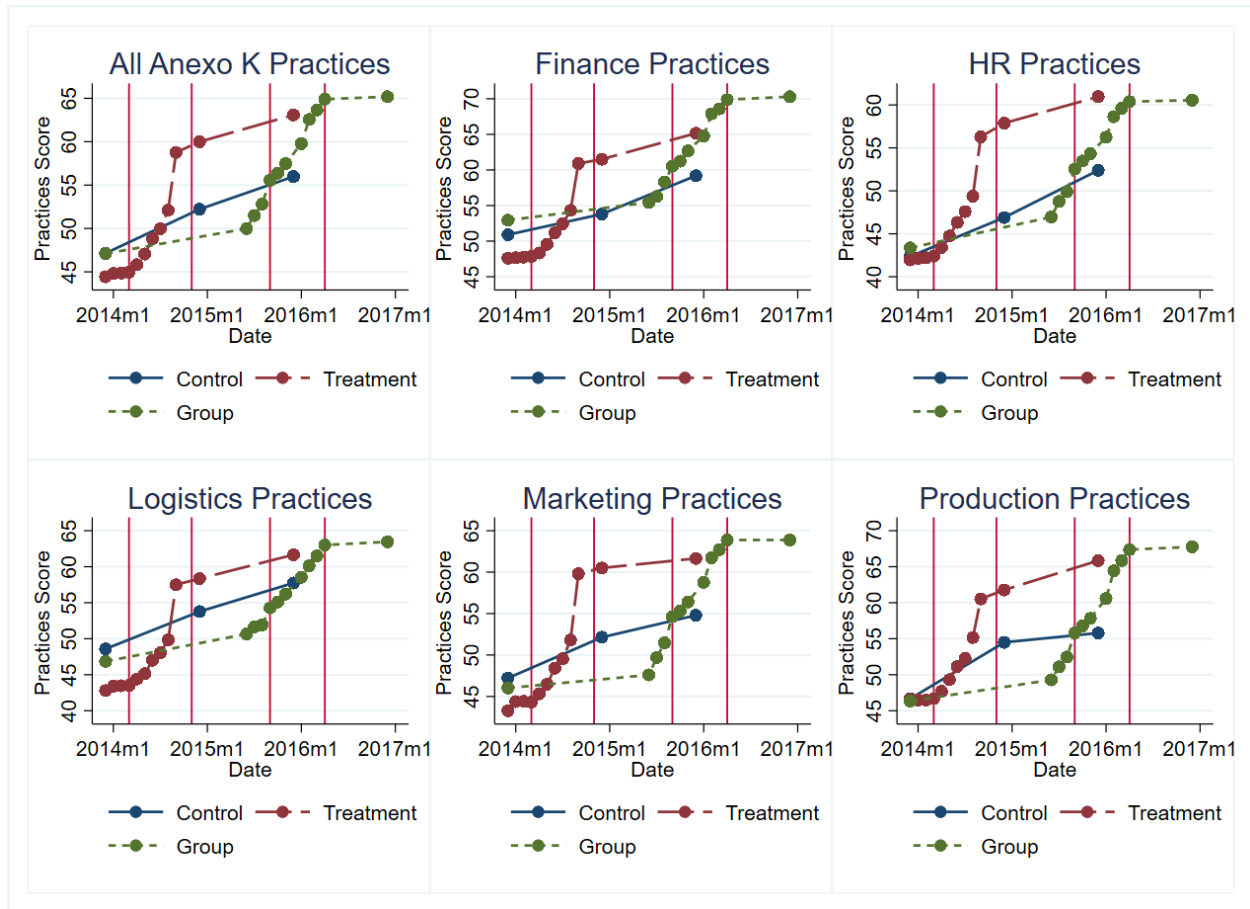 All Anexo K Practices
Practices Score
65
60
55
50
45
2014m1 2015m1 2016m1 2017m1
Date
Control Treatment
Group
Finance Practices
Practices Score
70
65
60
55
50
45
2014m1 2015m1 2016m1 2017m1
Date
Control Treatment
Group
HR Practices
Practices Score
60
55
50
45
40
2014m1 2015m1 2016m1 2017m1
Date
Control Treatment
Group
Logistics Practices
Practices Score
65
60
55
50
45
40
2014m1 2015m1 2016m1 2017m1
Date
Control Treatment
Group
Marketing Practices
Practices Score
65
60
55
50
45
2014m1 2015m1 2016m1 2017m1
Date
Control Treatment
Group
Production Practices
Practices Score
70
65
60
55
50
45
2014m1 2015m1 2016m1 2017m1
Date
Control Treatment
Group